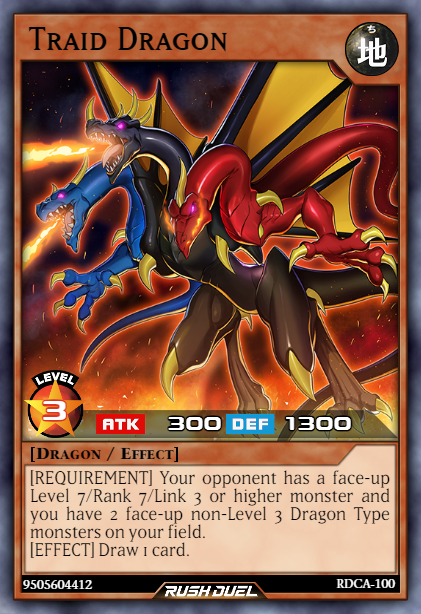 Traid Dragon
ち
地
LEVEL
3
ATK 300 DEF 1300
[Dragon / Effect]
[REQUIREMENT] Your opponent has a face-up
Level 7/Rank 7/Link 3 or higher monster and
you have 2 face-up non-Level 3 Dragon Type
monsters on your field.
[EFFECT] Draw 1 card.
9505604412
RUSH DUEL
RDCA-100